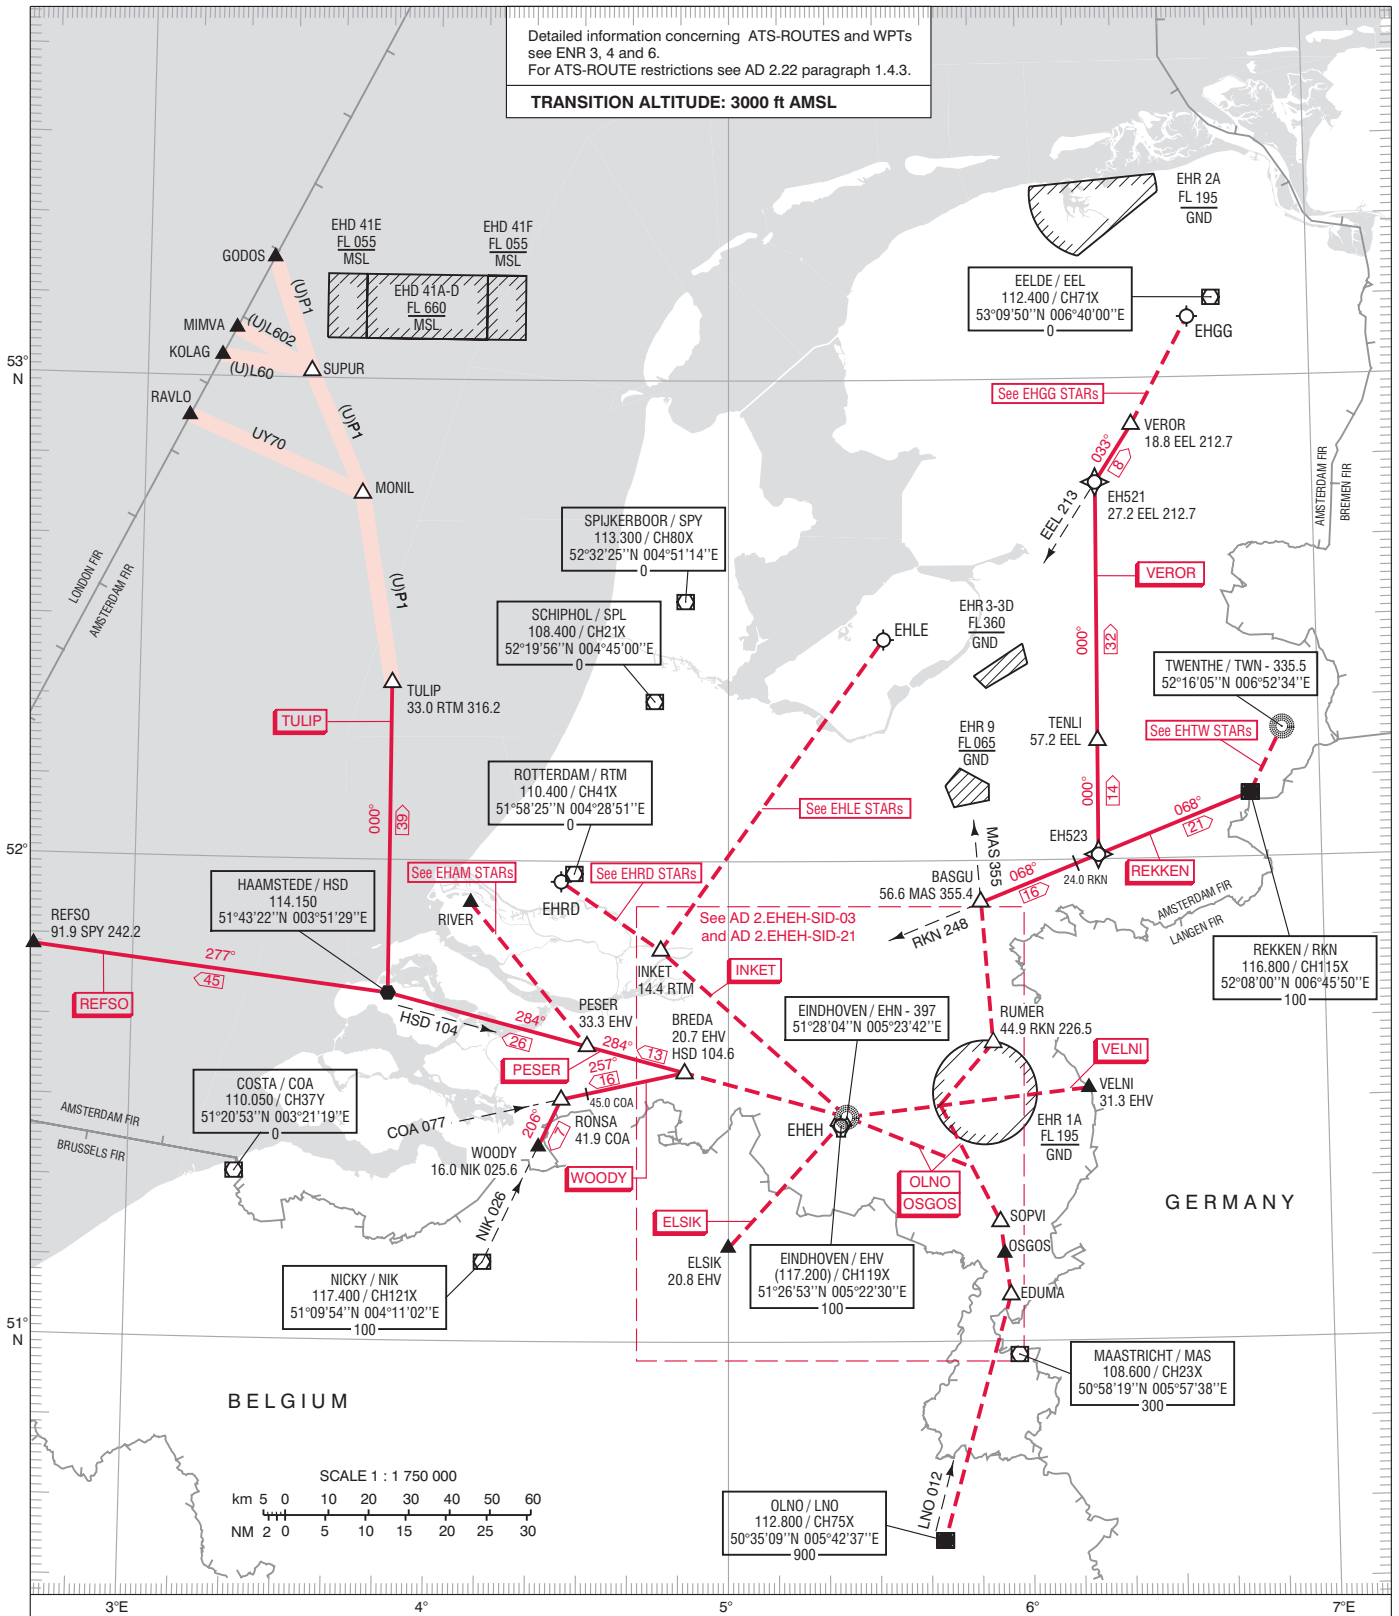 Detailed information concerning ATS-ROUTES and WPTs
see ENR 3, 4 and 6.
For ATS-ROUTE restrictions see AD 2.22 paragraph 1.4.3.
TRANSITION ALTITUDE: 3000 ft AMSL
EHR 2A
FL 195
GND
EHD 41E
FL 055
MSL
EHD 41F
FL 055
MSL
EHD 41A-D
FL 660
MSL
GODOS
(U)P1
MIMVA
(U)L602
KOLAG
(U)L60
SUPUR
RAVLO
UY70
(U)P1
MONIL
(U)P1
EELDE / EEL
112.400 / CH71X
53°09'50''N 006°40'00''E
0
EHGG
53°
N
See EHGG STARs
VEROR
18.8 EEL 212.7
033°
8
EH521
27.2 EEL 212.7
EEL 213
AMSTERDAM FIR
BREMEN FIR
LONDON FIR
AMSTERDAM FIR
SPIJKERBOOR / SPY
113.300 / CH80X
52°32'25''N 004°51'14''E
0
VEROR
SCHIPHOL / SPL
108.400 / CH21X
52°19'56''N 004°45'00''E
0
EHLE
EHR 3-3D
FL 360
GND
000°
32
TWENTHE / TWN - 335.5
52°16'05''N 006°52'34''E
TULIP
33.0 RTM 316.2
TULIP
TENLI
57.2 EEL
See EHTW STARs
EHR 9
FL 065
GND
ROTTERDAM / RTM
110.400 / CH41X
51°58'25''N 004°28'51''E
0
000°
39
See EHLE STARs
000°
14
068°
21
EH523
MAS 355
52°
N
See EHAM STARs
See EHRD STARs
BASGU
56.6 MAS 355.4
068°
16
24.0 RKN
REKKEN
HAAMSTEDE / HSD
114.150
51°43'22''N 003°51'29''E
RIVER
EHRD
AMSTERDAM FIR
LANGEN FIR
REFSO
91.9 SPY 242.2
See AD 2.EHEH-SID-03
and AD 2.EHEH-SID-21
RKN 248
277°
45
REFSO
INKET
14.4 RTM
INKET
REKKEN / RKN
116.800 / CH115X
52°08'00''N 006°45'50''E
100
HSD 104
284°
26
PESER
33.3 EHV
BREDA
20.7 EHV
HSD 104.6
EINDHOVEN / EHN - 397
51°28'04''N 005°23'42''E
RUMER
44.9 RKN 226.5
284°
13
PESER
257°
16
VELNI
VELNI
31.3 EHV
COSTA / COA
110.050 / CH37Y
51°20'53''N 003°21'19''E
0
45.0 COA
AMSTERDAM FIR
BRUSSELS FIR
COA 077
206°
7
RONSA
41.9 COA
EHEH
EHR 1A
FL 195
GND
WOODY
16.0 NIK 025.6
WOODY
OLNO
OSGOS
NIK 026
GERMANY
ELSIK
SOPVI
OSGOS
ELSIK
20.8 EHV
EINDHOVEN / EHV
(117.200) / CH119X
51°26'53''N 005°22'30''E
100
NICKY / NIK
117.400 / CH121X
51°09'54''N 004°11'02''E
100
EDUMA
51°
N
MAASTRICHT / MAS
108.600 / CH23X
50°58'19''N 005°57'38''E
300
BELGIUM
SCALE 1 : 1 750 000
km 5 0 10 20 30 40 50 60
NM 2 0 5 10 15 20 25 30
LNO 012
OLNO / LNO
112.800 / CH75X
50°35'09''N 005°42'37''E
900
3°E 4° 5° 6° 7°E